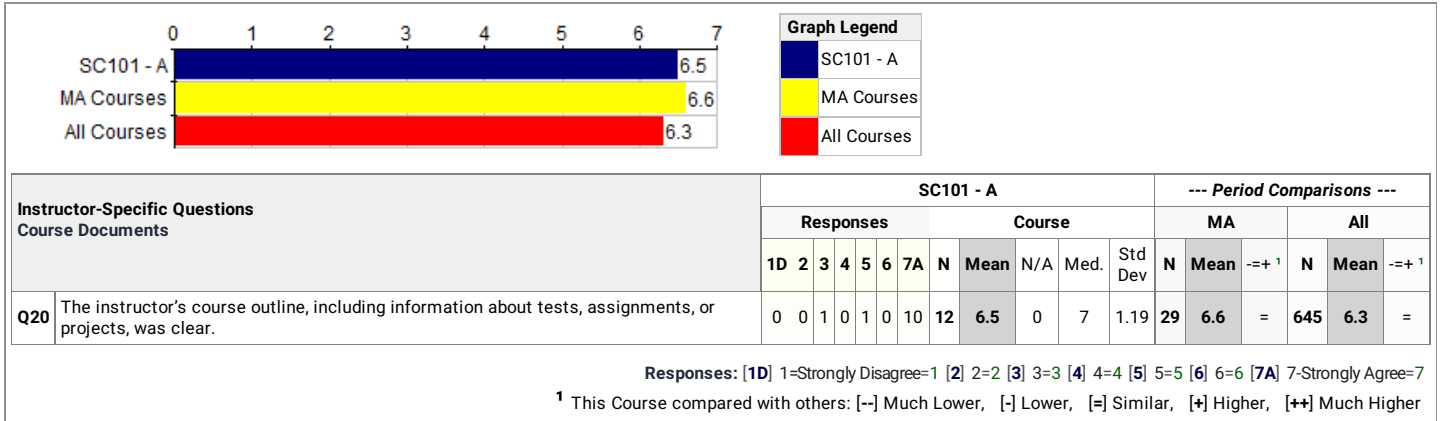 0 1 2 3 4 5 6 7
SC101 - A 6.5
MA Courses 6.6
All Courses 6.3
Graph Legend
SC101 - A
MA Courses
All Courses
Instructor-Specific Questions
Course Documents
SC101 - A --- Period Comparisons ---
Responses Course MA All
1D 2 3 4 5 6 7A N Mean N/A Med. Std Dev N Mean -=+ ¹ N Mean -=+ ¹
Q20 The instructor’s course outline, including information about tests, assignments, or
projects, was clear.
0 0 1 0 1 0 10 12 6.5 0 7 1.19 29 6.6 = 645 6.3 =
Responses: [1D] 1=Strongly Disagree=1 [2] 2=2 [3] 3=3 [4] 4=4 [5] 5=5 [6] 6=6 [7A] 7-Strongly Agree=7
¹ This Course compared with others: [--] Much Lower, [-] Lower, [=] Similar, [+] Higher, [++] Much Higher